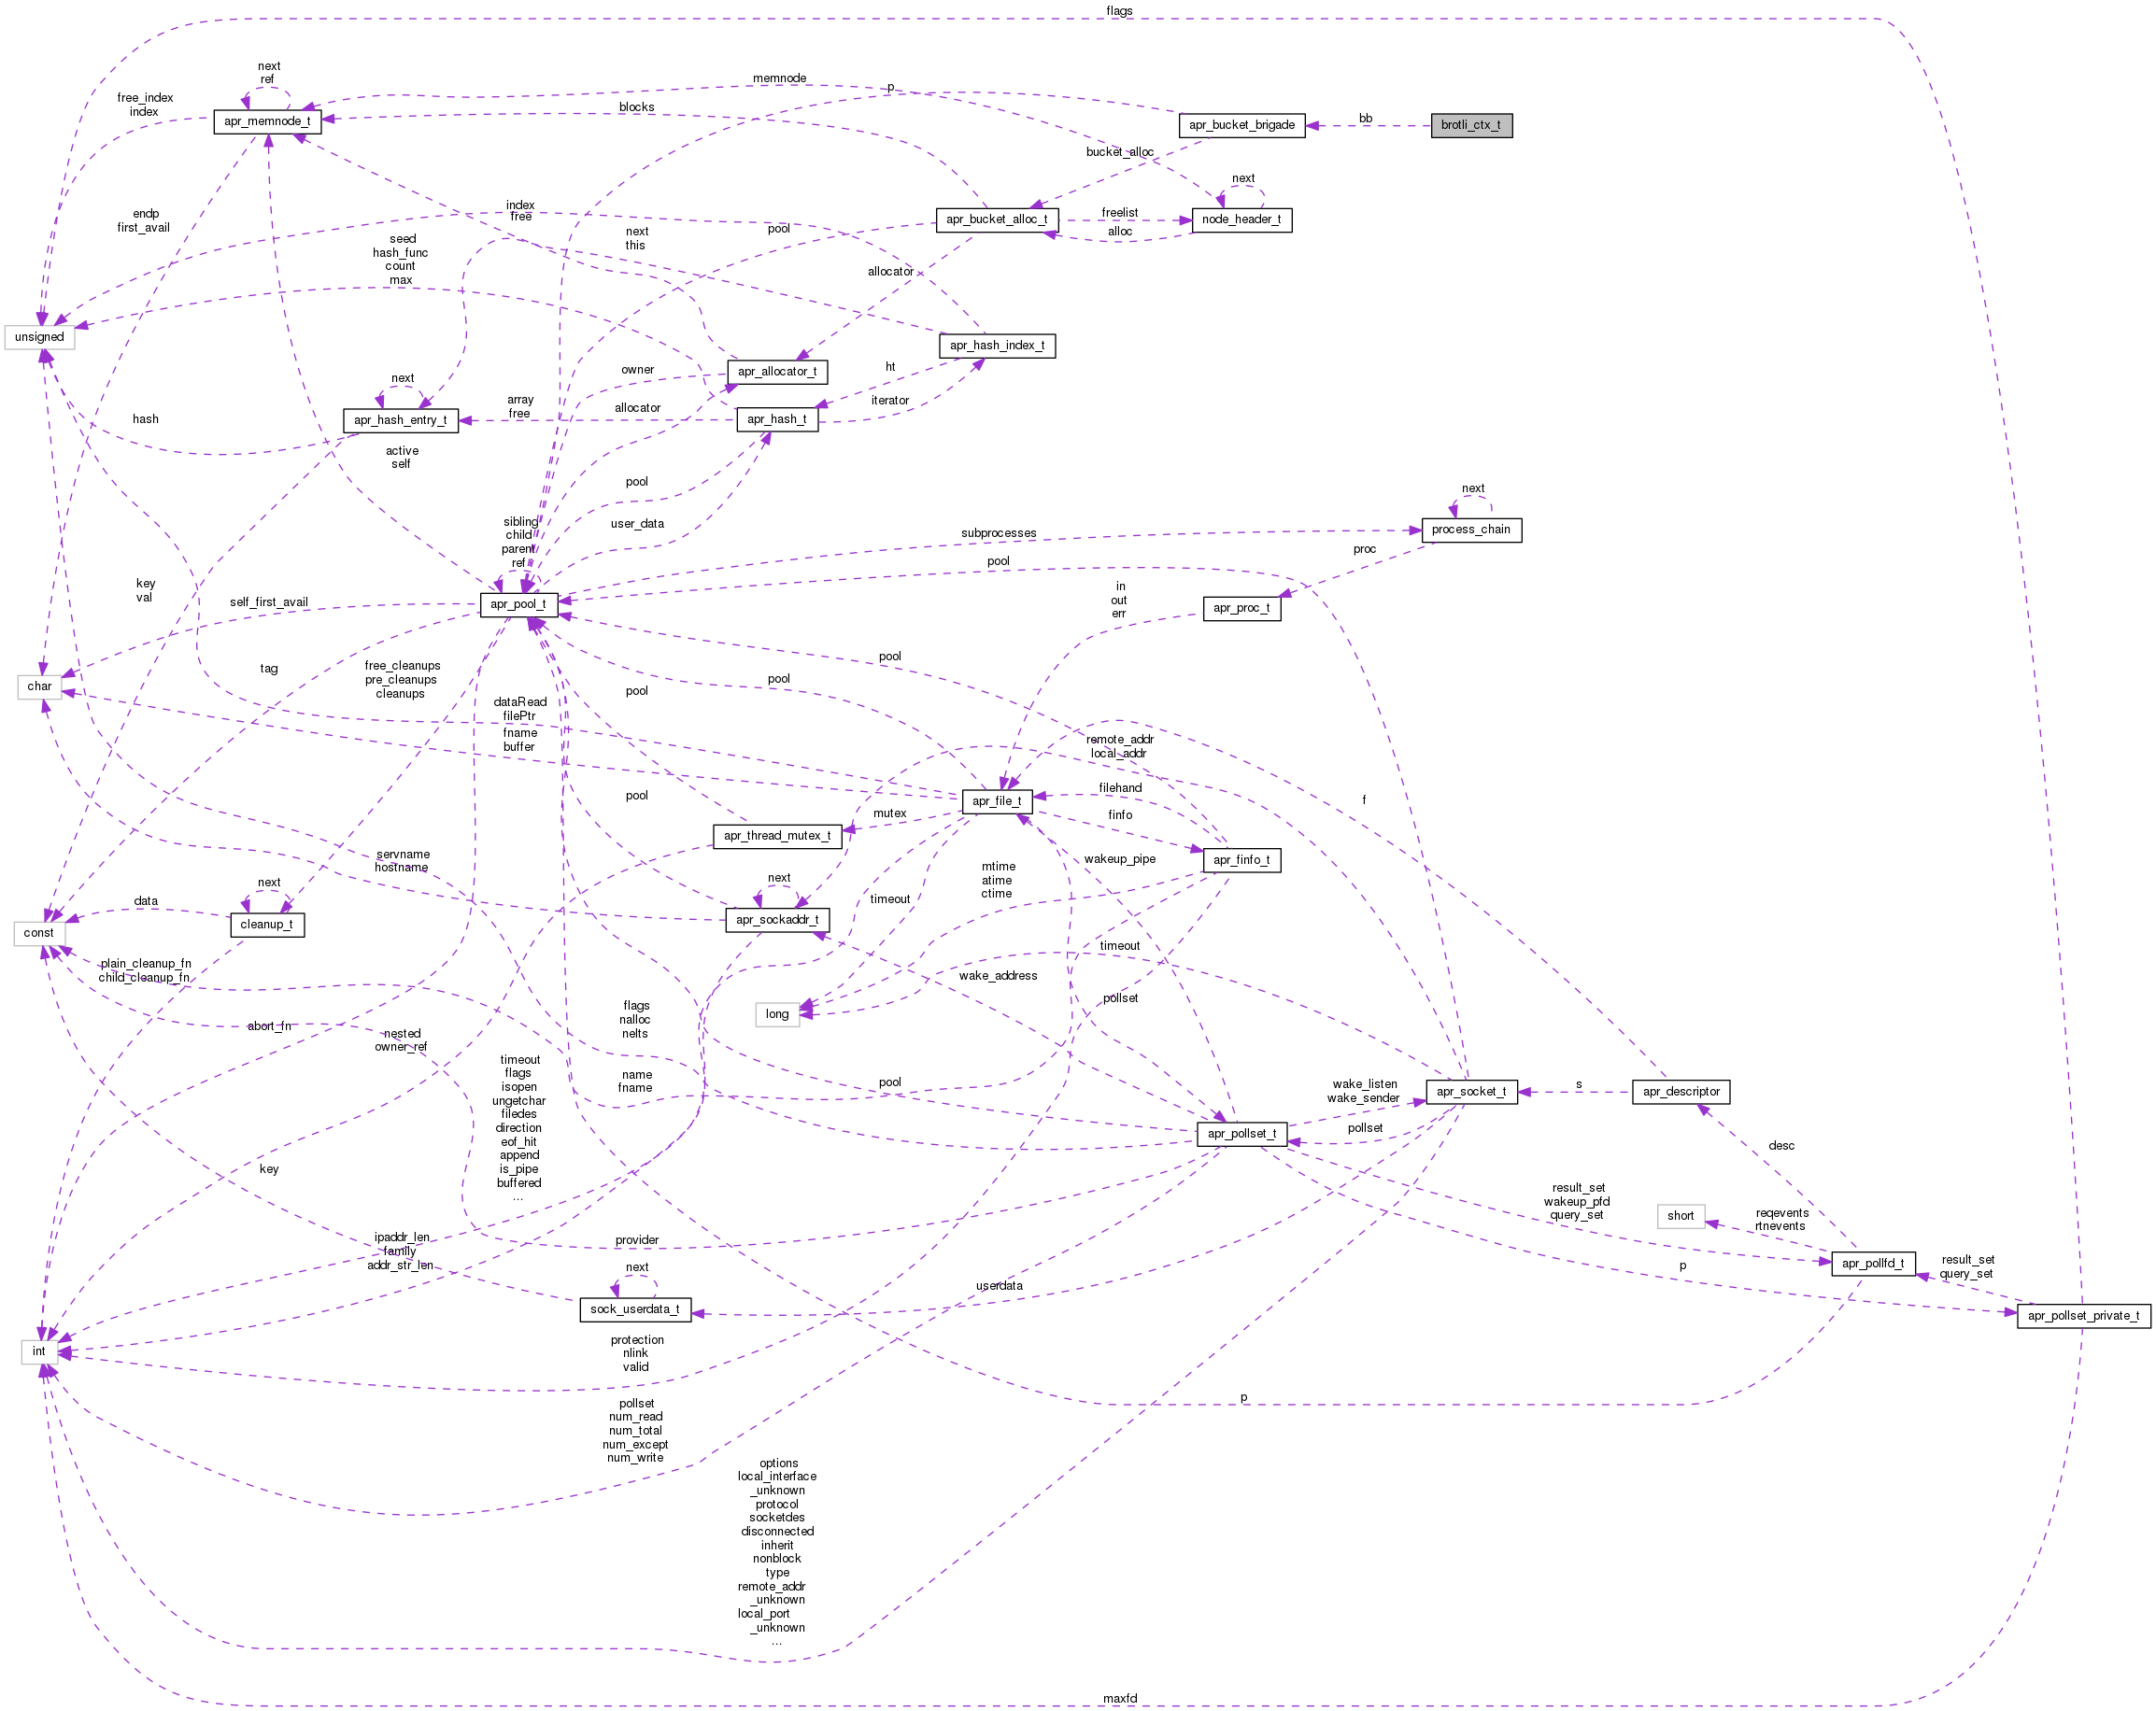 flags
next
ref
memnode
p
free_index
index
blocks
apr_memnode_t
apr_bucket_brigade
bb
brotli_ctx_t
bucket_alloc
next
endp
first_avail
index
free
freelist
apr_bucket_alloc_t
node_header_t
alloc
pool
next
this
seed
hash_func
count
max
allocator
unsigned
apr_hash_index_t
owner
apr_allocator_t
ht
next
array
free
allocator
iterator
hash
apr_hash_entry_t
apr_hash_t
active
self
pool
next
sibling
child
parent
ref
user_data
subprocesses
process_chain
proc
pool
key
val
in
out
err
self_first_avail
apr_pool_t
apr_proc_t
tag
free_cleanups
pre_cleanups
cleanups
pool
pool
char
pool
dataRead
filePtr
fname
buffer
remote_addr
local_addr
filehand
apr_file_t
f
pool
mutex
finfo
apr_thread_mutex_t
servname
hostname
wakeup_pipe
apr_finfo_t
mtime
atime
ctime
next
next
timeout
data
cleanup_t
apr_sockaddr_t
const
timeout
plain_cleanup_fn
child_cleanup_fn
wake_address
pollset
long
flags
nalloc
nelts
abort_fn
nested
owner_ref
timeout
flags
isopen
ungetchar
filedes
direction
eof_hit
append
is_pipe
buffered
...
name
fname
pool
wake_listen
wake_sender
apr_socket_t
s
apr_descriptor
apr_pollset_t
pollset
desc
key
result_set
wakeup_pfd
query_set
short
reqevents
rtnevents
ipaddr_len
family
addr_str_len
provider
p
apr_pollfd_t
result_set
query_set
next
userdata
sock_userdata_t
apr_pollset_private_t
int
protection
nlink
valid
p
pollset
num_read
num_total
num_except
num_write
options
local_interface
_unknown
protocol
socketdes
disconnected
inherit
nonblock
type
remote_addr
_unknown
local_port
_unknown
...
maxfd